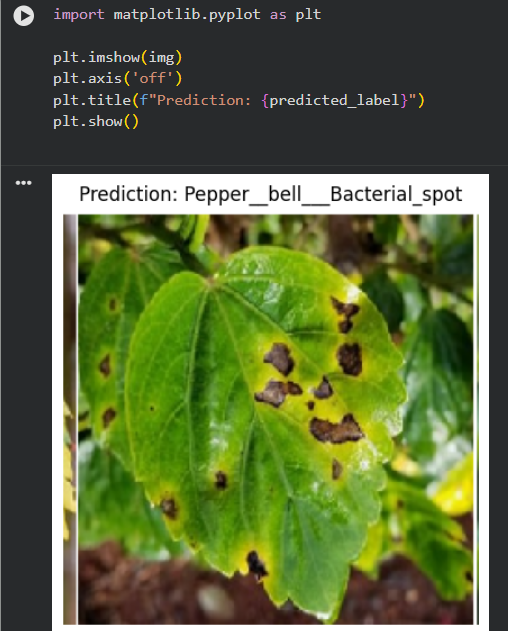 import matplotlib.pyplot as plt
plt.imshow(img)
plt.axis('off')
plt.title(f"Prediction: {predicted_label}")
plt.show()
Prediction: Pepper__bell___Bacterial_spot